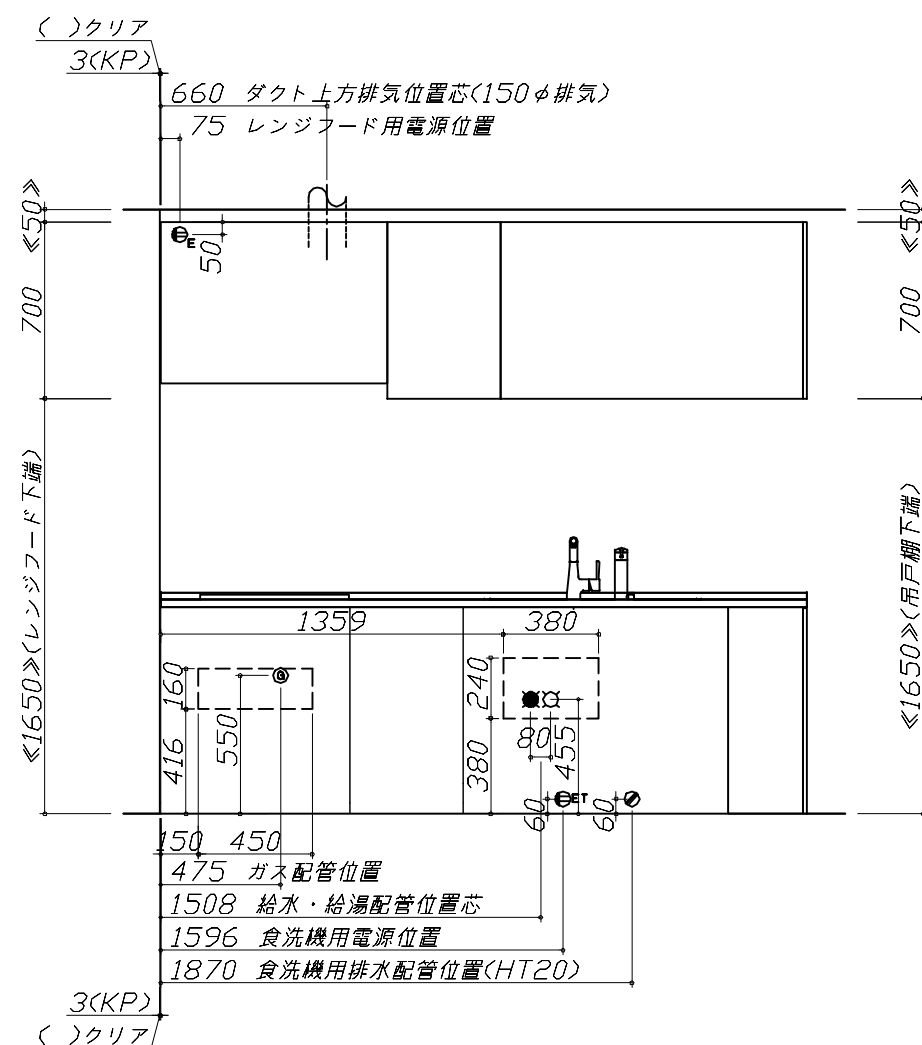 ( )クリア
3(KP)
660 ダクト上方排気位置芯(150φ排気)
75 レンジフード用電源位置
≪50≫
≪50≫
E
50
700
700
≪1650≫(レンジフード下端)
≪1650≫(吊戸棚下端)
1359
380
160
G
240
550
416
80
455
380
60
ET
60
150
450
475 ガス配管位置
1508 給水・給湯配管位置芯
1596 食洗機用電源位置
1870 食洗機用排水配管位置(HT20)
3(KP)
( )クリア